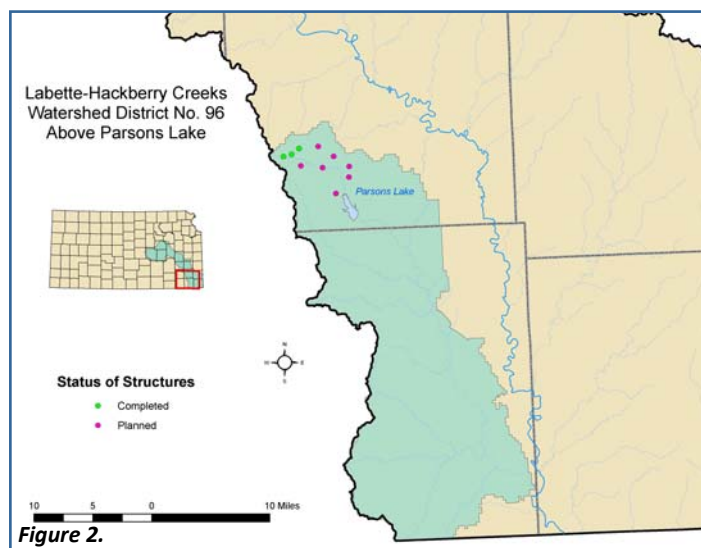 Labette-Hackberry Creeks
Watershed District No. 96
Above Parsons Lake
Parsons Lake
N
W
E
S
Status of Structures
Completed
Planned
10 5 0 10 Miles
Figure 2.